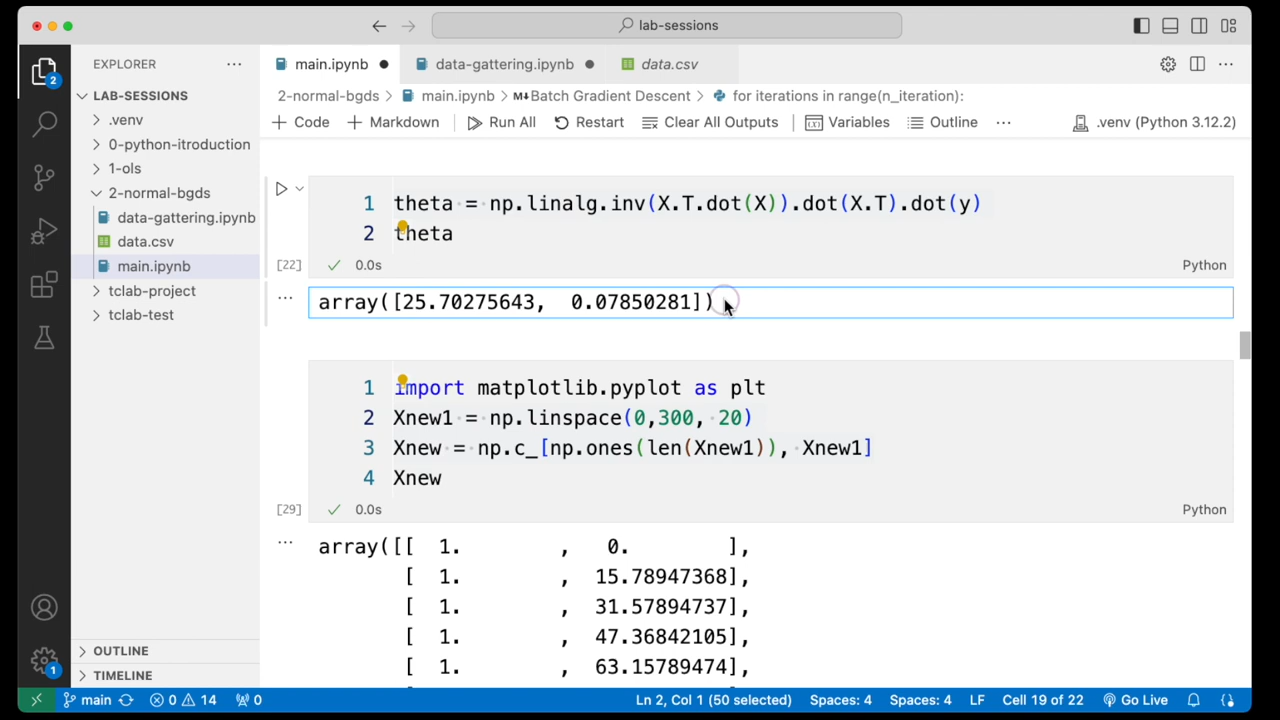 lab-sessions
EXPLORER
main.ipynb
data-gattering.ipynb
data.csv
LAB-SESSIONS
2-normal-bgds > main.ipynb > M↓Batch Gradient Descent > for iterations in range(n_iteration):
.venv
+ Code + Markdown Run All Restart Clear All Outputs Variables Outline ... .venv (Python 3.12.2)
0-python-itroduction
1-ols
2-normal-bgds
data-gattering.ipynb
data.csv
main.ipynb
tclab-project
tclab-test
1 theta = np.linalg.inv(X.T.dot(X)).dot(X.T).dot(y)
2 theta
[22] 0.0s Python
array([25.70275643, 0.07850281])
1 import matplotlib.pyplot as plt
2 Xnew1 = np.linspace(0,300, 20)
3 Xnew = np.c_[np.ones(len(Xnew1)), Xnew1]
4 Xnew
[29] 0.0s Python
array([[ 1. , 0. ],
[ 1. , 15.78947368],
[ 1. , 31.57894737],
[ 1. , 47.36842105],
[ 1. , 63.15789474],
2
1
OUTLINE
TIMELINE
main 0 14 0 Ln 2, Col 1 (50 selected) Spaces: 4 Spaces: 4 LF Cell 19 of 22 Go Live